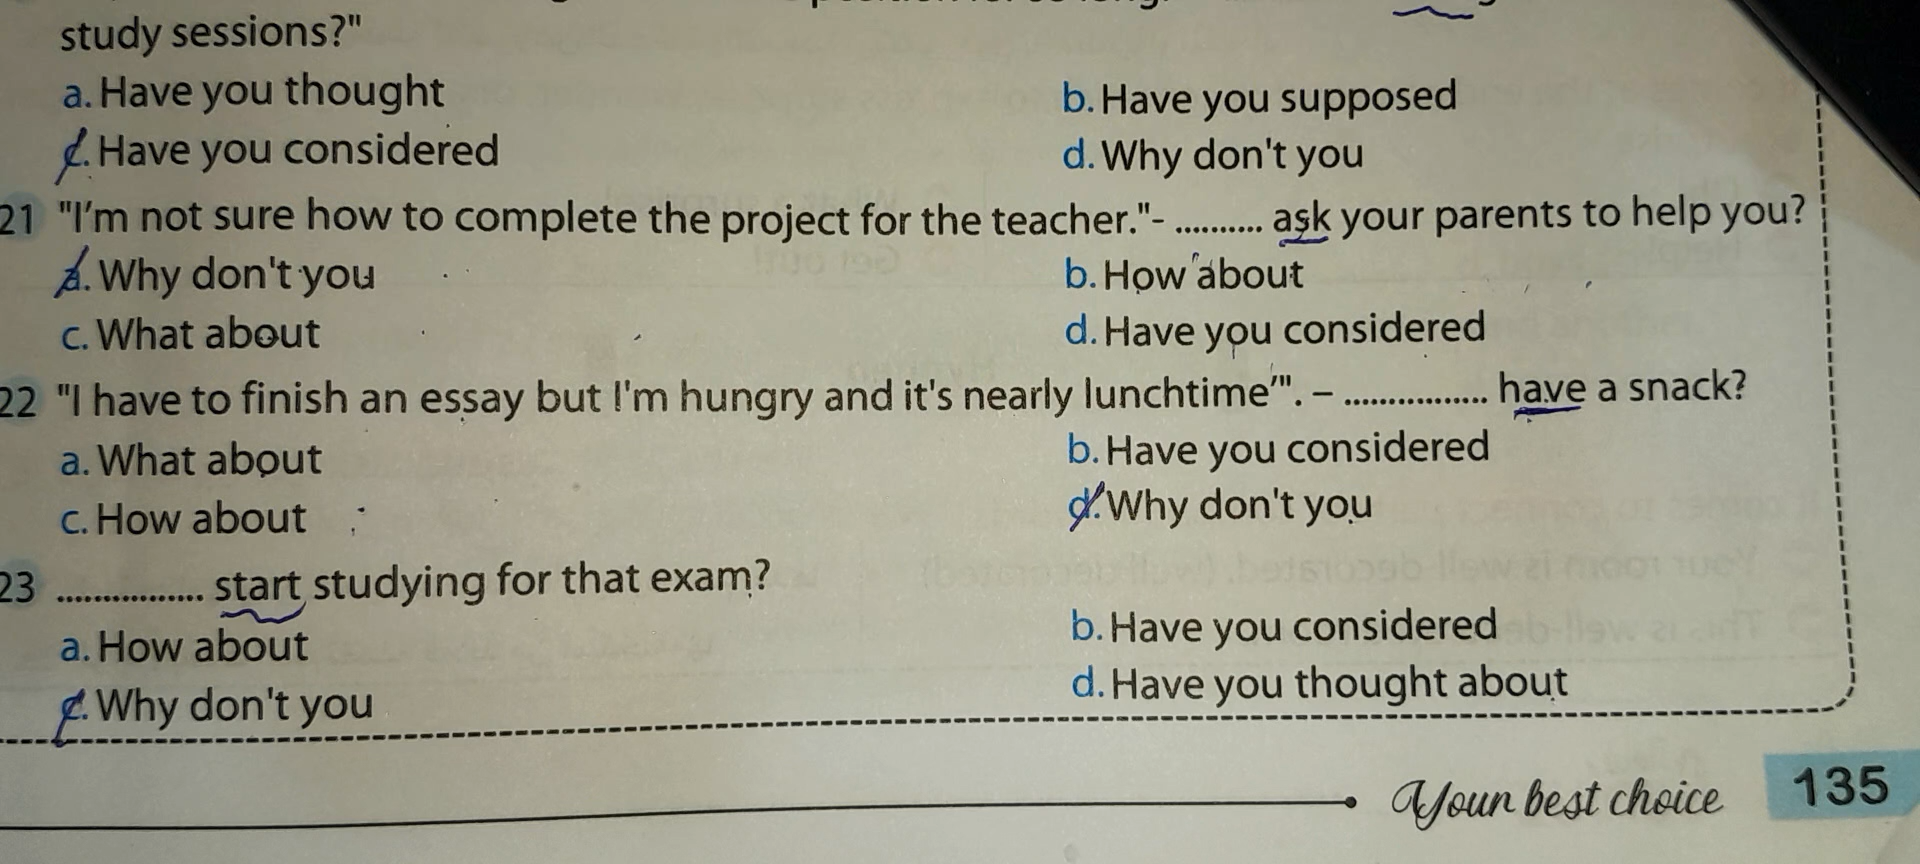 study sessions?"
a. Have you thought b. Have you supposed
c. Have you considered d. Why don't you
21 "I'm not sure how to complete the project for the teacher."- .......... ask your parents to help you?
a. Why don't you b. How about
c. What about d. Have you considered
22 "I have to finish an essay but I'm hungry and it's nearly lunchtime'". – ................ have a snack?
a. What about b. Have you considered
c. How about d. Why don't you
23 ................. start studying for that exam?
a. How about b. Have you considered
c. Why don't you d. Have you thought about
Your best choice 135